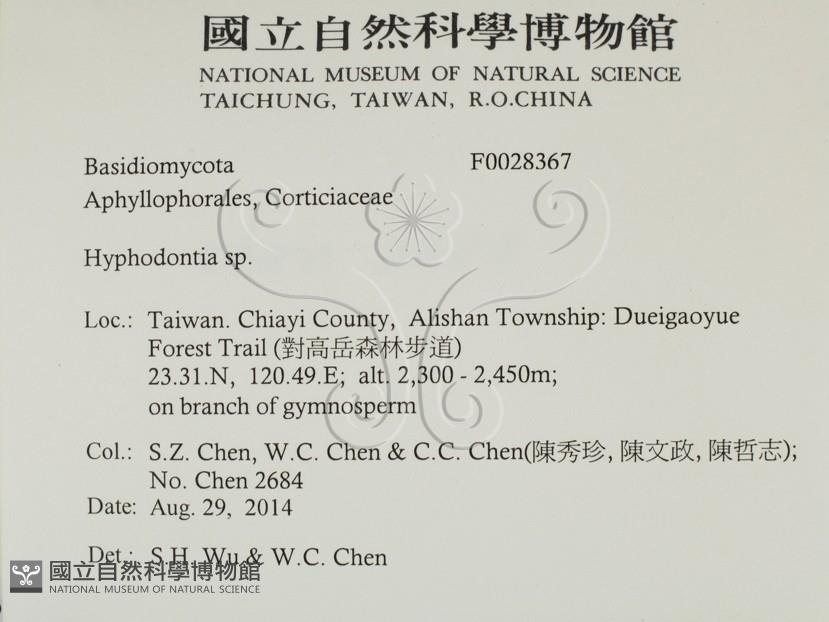 國立自然科學博物館
NATIONAL MUSEUM OF NATURAL SCIENCE
TAICHUNG, TAIWAN, R.O.CHINA
Basidiomycota F0028367
Aphyllophorales, Corticiaceae
Hyphodontia sp.
Loc.: Taiwan. Chiayi County, Alishan Township: Dueigaoyue
Forest Trail (對高岳森林步道)
23.31.N, 120.49.E; alt. 2,300 - 2,450m;
on branch of gymnosperm
Col.: S.Z. Chen, W.C. Chen & C.C. Chen(陳秀珍, 陳文政, 陳哲志);
No. Chen 2684
Date: Aug. 29, 2014
Det.: S.H. Wu & W.C. Chen
國立自然科學博物館
NATIONAL MUSEUM OF NATURAL SCIENCE